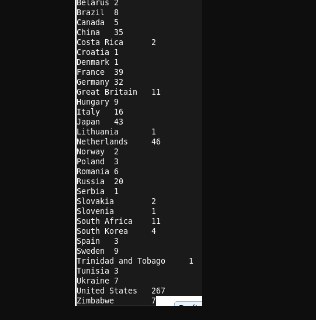 Belarus 2
Brazil 8
Canada 5
China 35
Costa Rica 2
Croatia 1
Denmark 1
France 39
Germany 32
Great Britain 11
Hungary 9
Italy 16
Japan 43
Lithuania 1
Netherlands 46
Norway 2
Poland 3
Romania 6
Russia 20
Serbia 1
Slovakia 2
Slovenia 1
South Africa 11
South Korea 4
Spain 3
Sweden 9
Trinidad and Tobago 1
Tunisia 3
Ukraine 7
United States 267
Zimbabwe 7